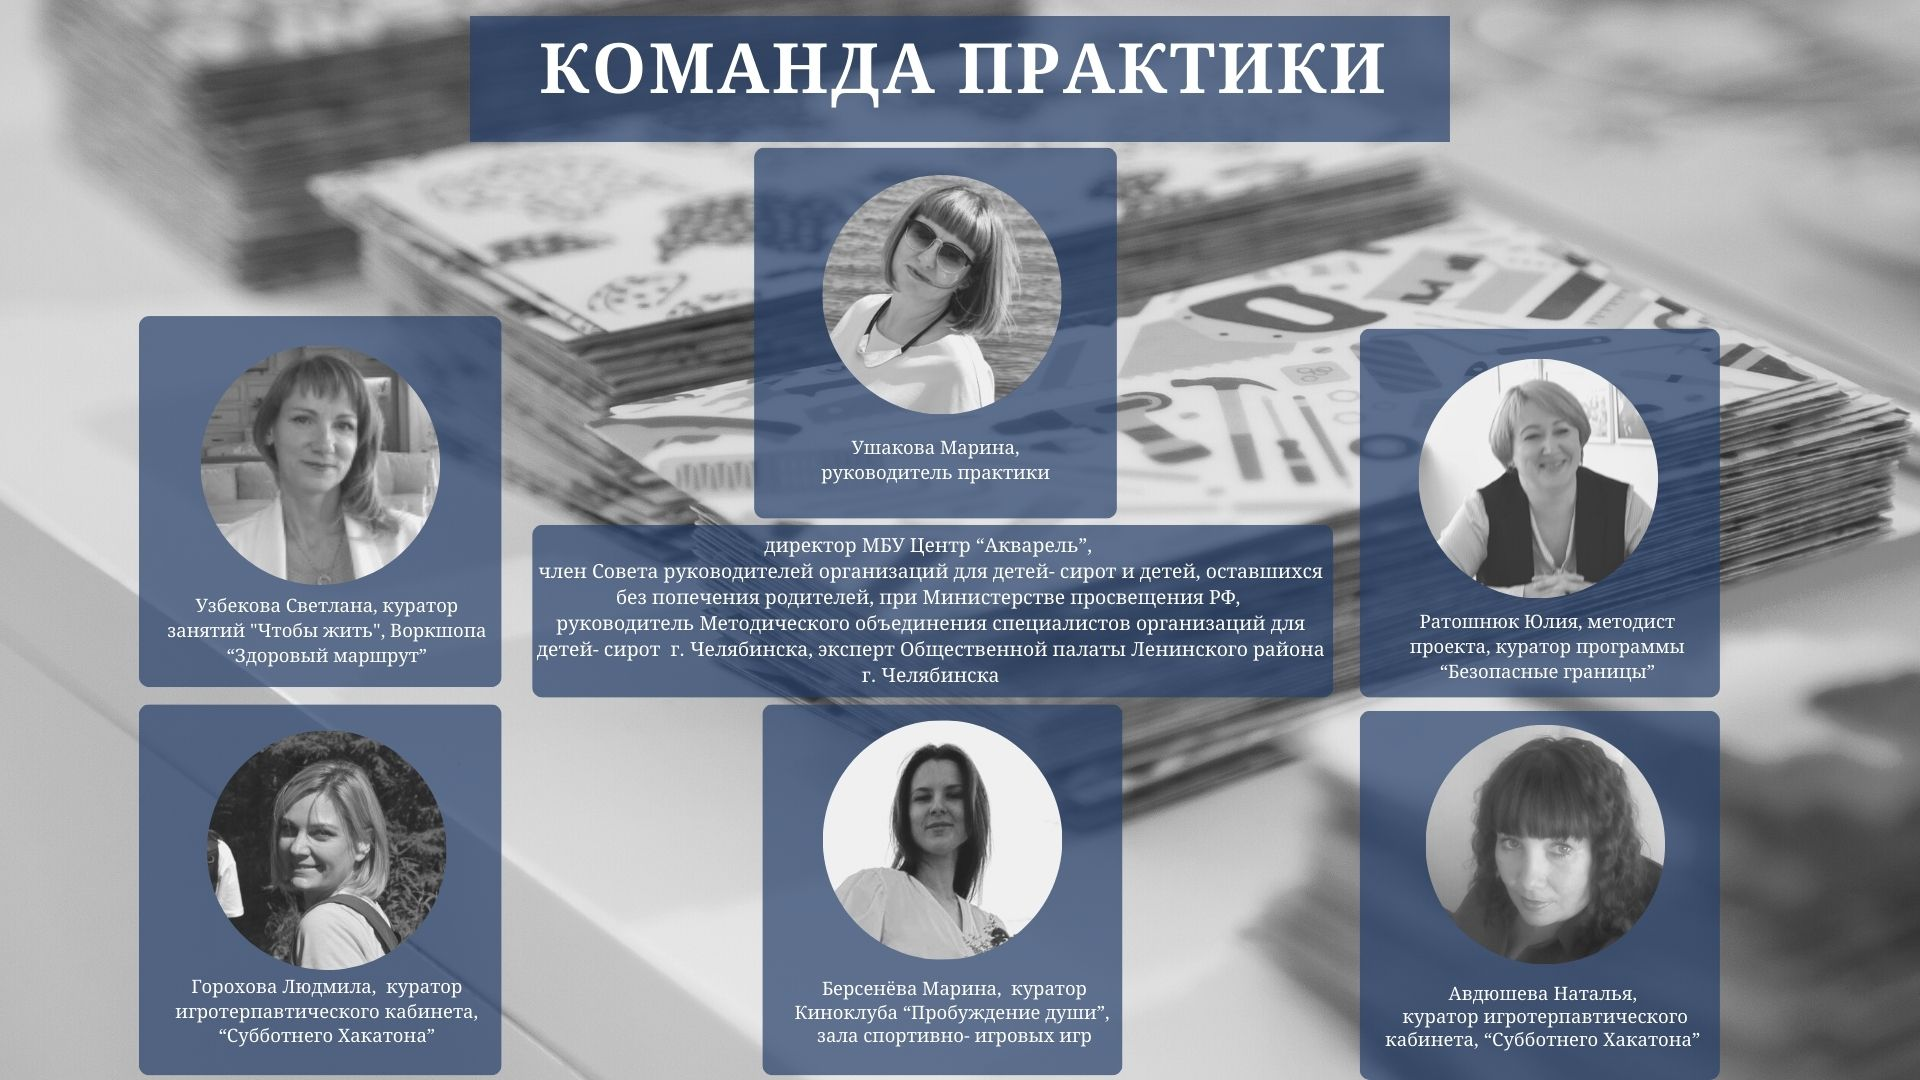 КОМАНДА ПРАКТИКИ
Ушакова Марина,
руководитель практики
директор МБУ Центр “Акварель”,
член Совета руководителей организаций для детей- сирот и детей, оставшихся
без попечения родителей, при Министерстве просвещения РФ,
руководитель Методического объединения специалистов организаций для
детей- сирот г. Челябинска, эксперт Общественной палаты Ленинского района
г. Челябинска
Узбекова Светлана, куратор
занятий "Чтобы жить", Воркшопа
“Здоровый маршрут”
Ратошнюк Юлия, методист
проекта, куратор программы
“Безопасные границы”
Горохова Людмила, куратор
игротерпавтического кабинета,
“Субботнего Хакатона”
Берсенёва Марина, куратор
Киноклуба “Пробуждение души”,
зала спортивно- игровых игр
Авдюшева Наталья,
куратор игротерпавтического
кабинета, “Субботнего Хакатона”